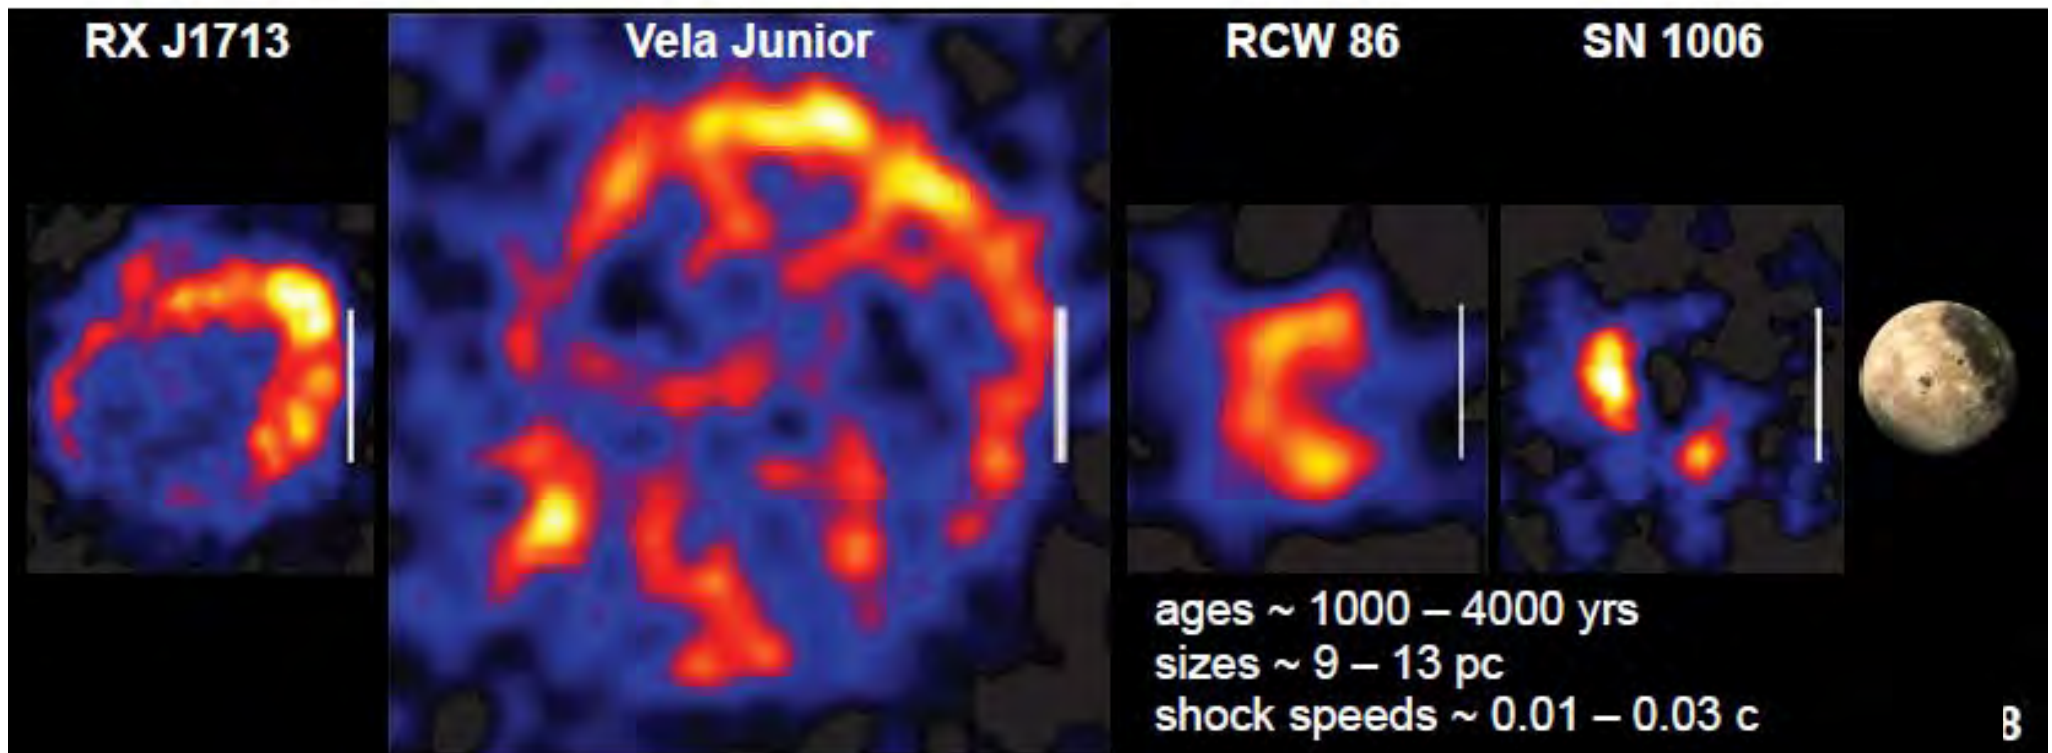 RX J1713
Vela Junior
RCW 86
SN 1006
ages ~ 1000 – 4000 yrs
sizes ~ 9 – 13 pc
shock speeds ~ 0.01 – 0.03 c
8